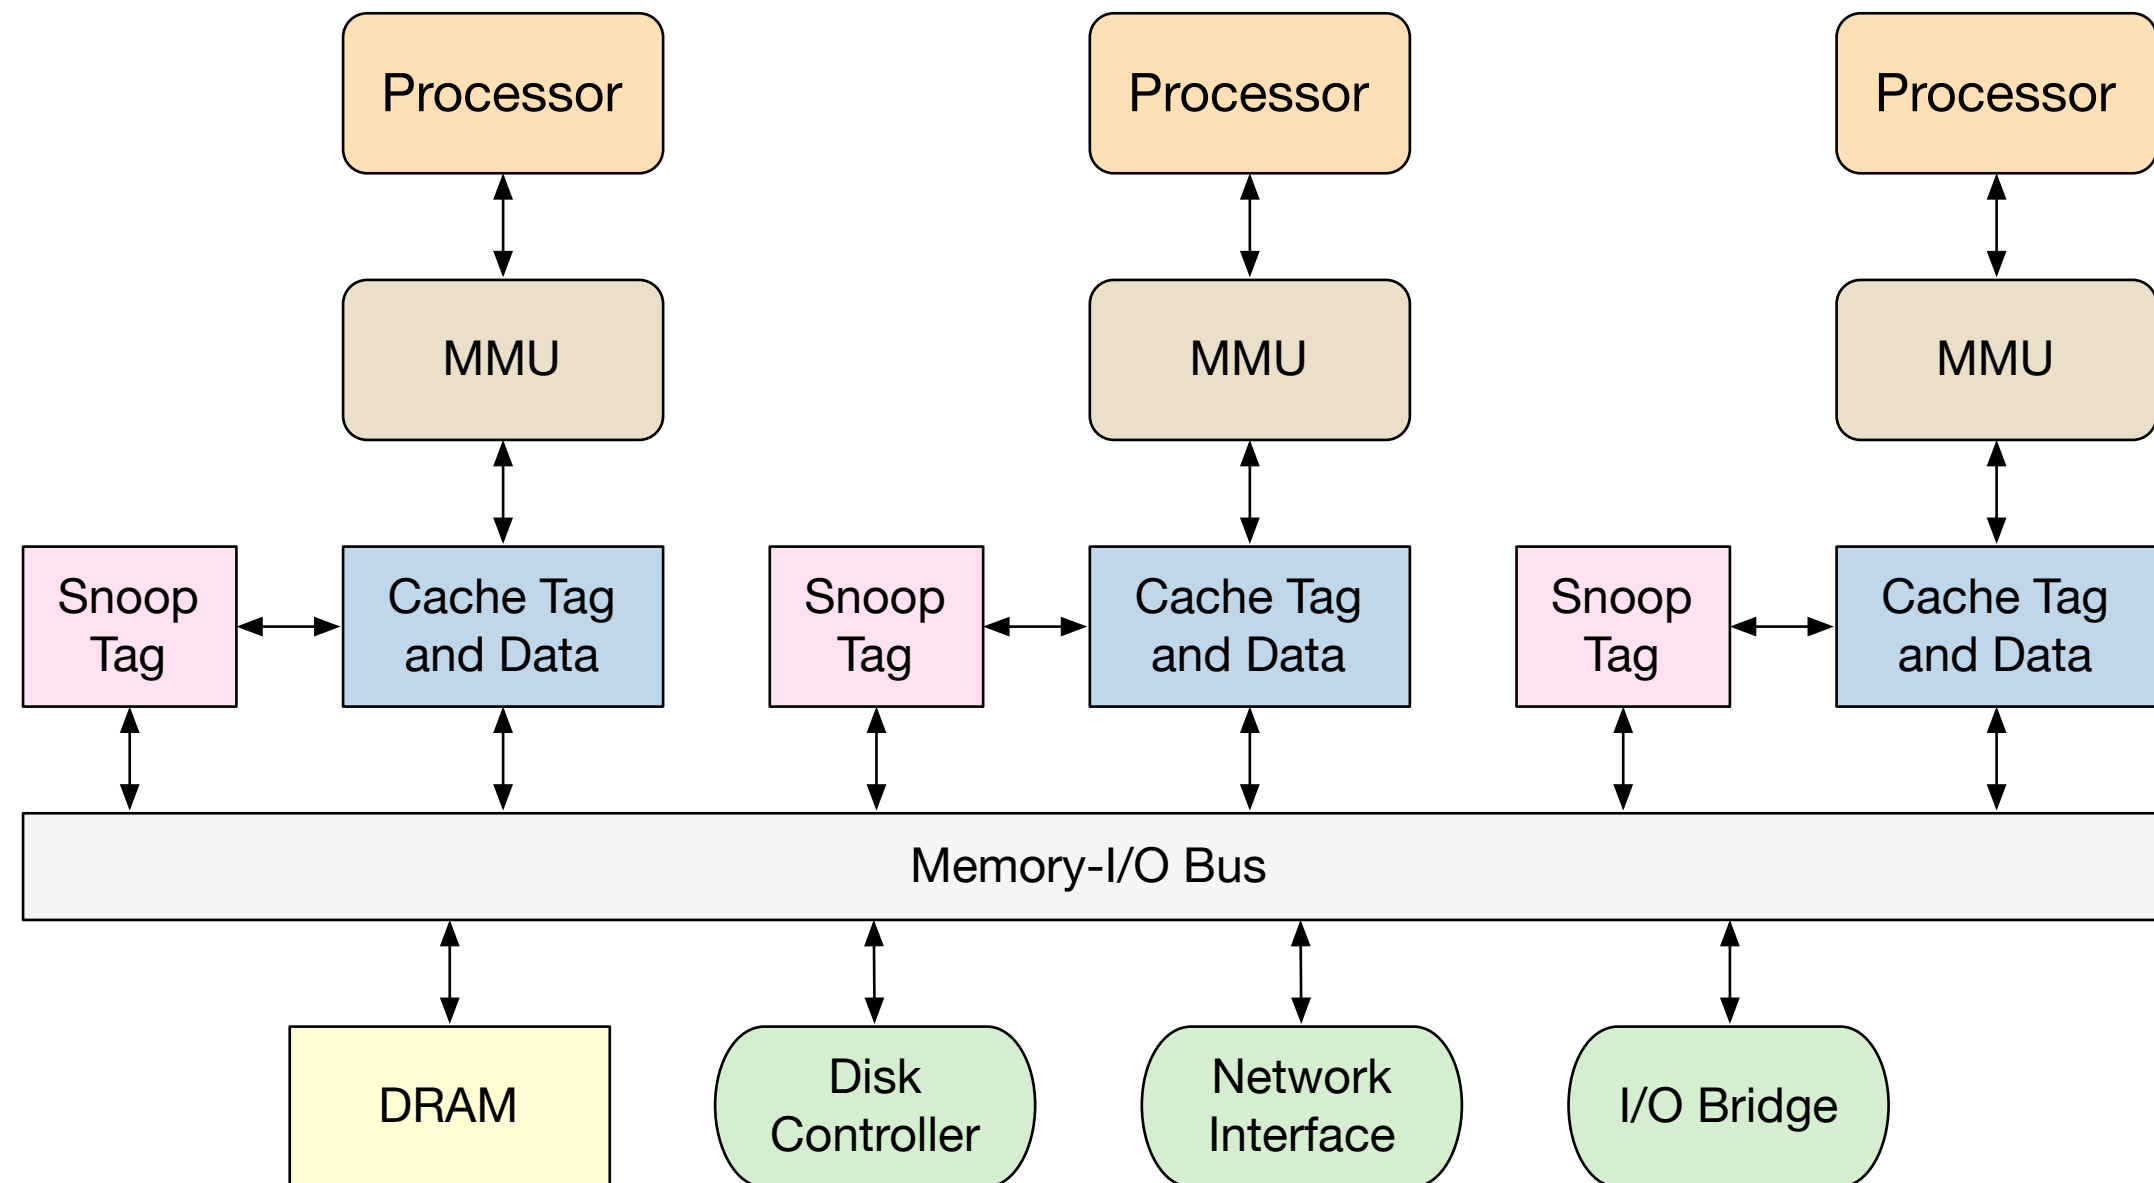 Processor
Processor
Processor
MMU
MMU
MMU
Snoop
Tag
Cache Tag
and Data
Snoop
Tag
Cache Tag
and Data
Snoop
Tag
Cache Tag
and Data
Memory-I/O Bus
DRAM
Disk
Controller
Network
Interface
I/O Bridge